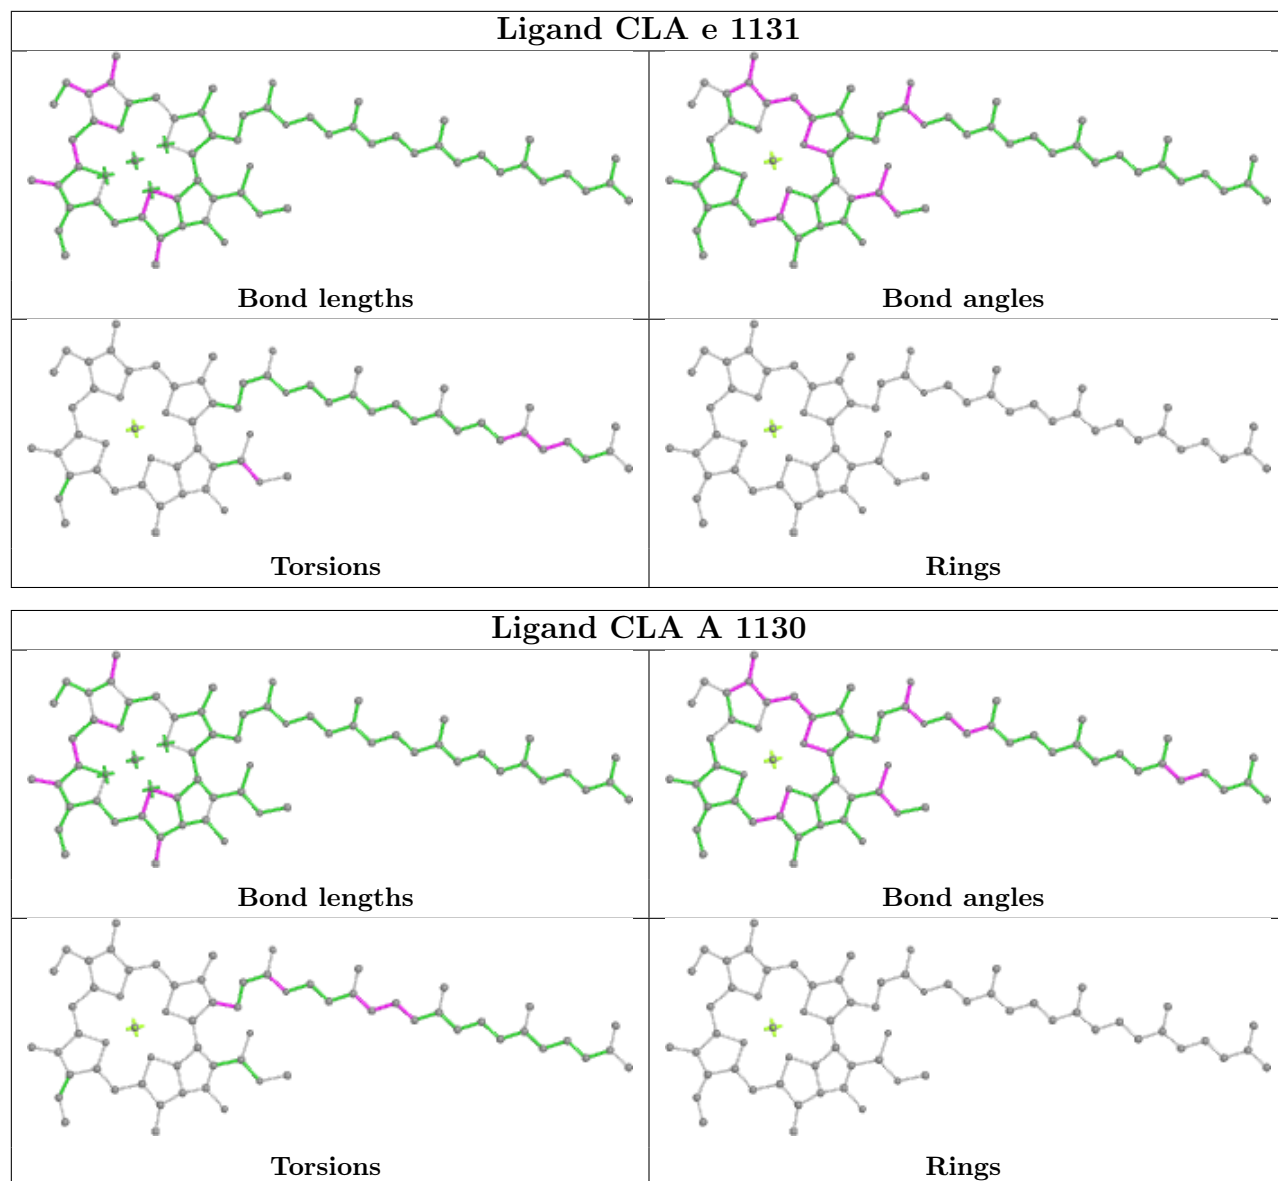 Ligand CLA e 1131
Bond lengths
Bond angles
Torsions
Rings
Ligand CLA A 1130
Bond lengths
Bond angles
Torsions
Rings